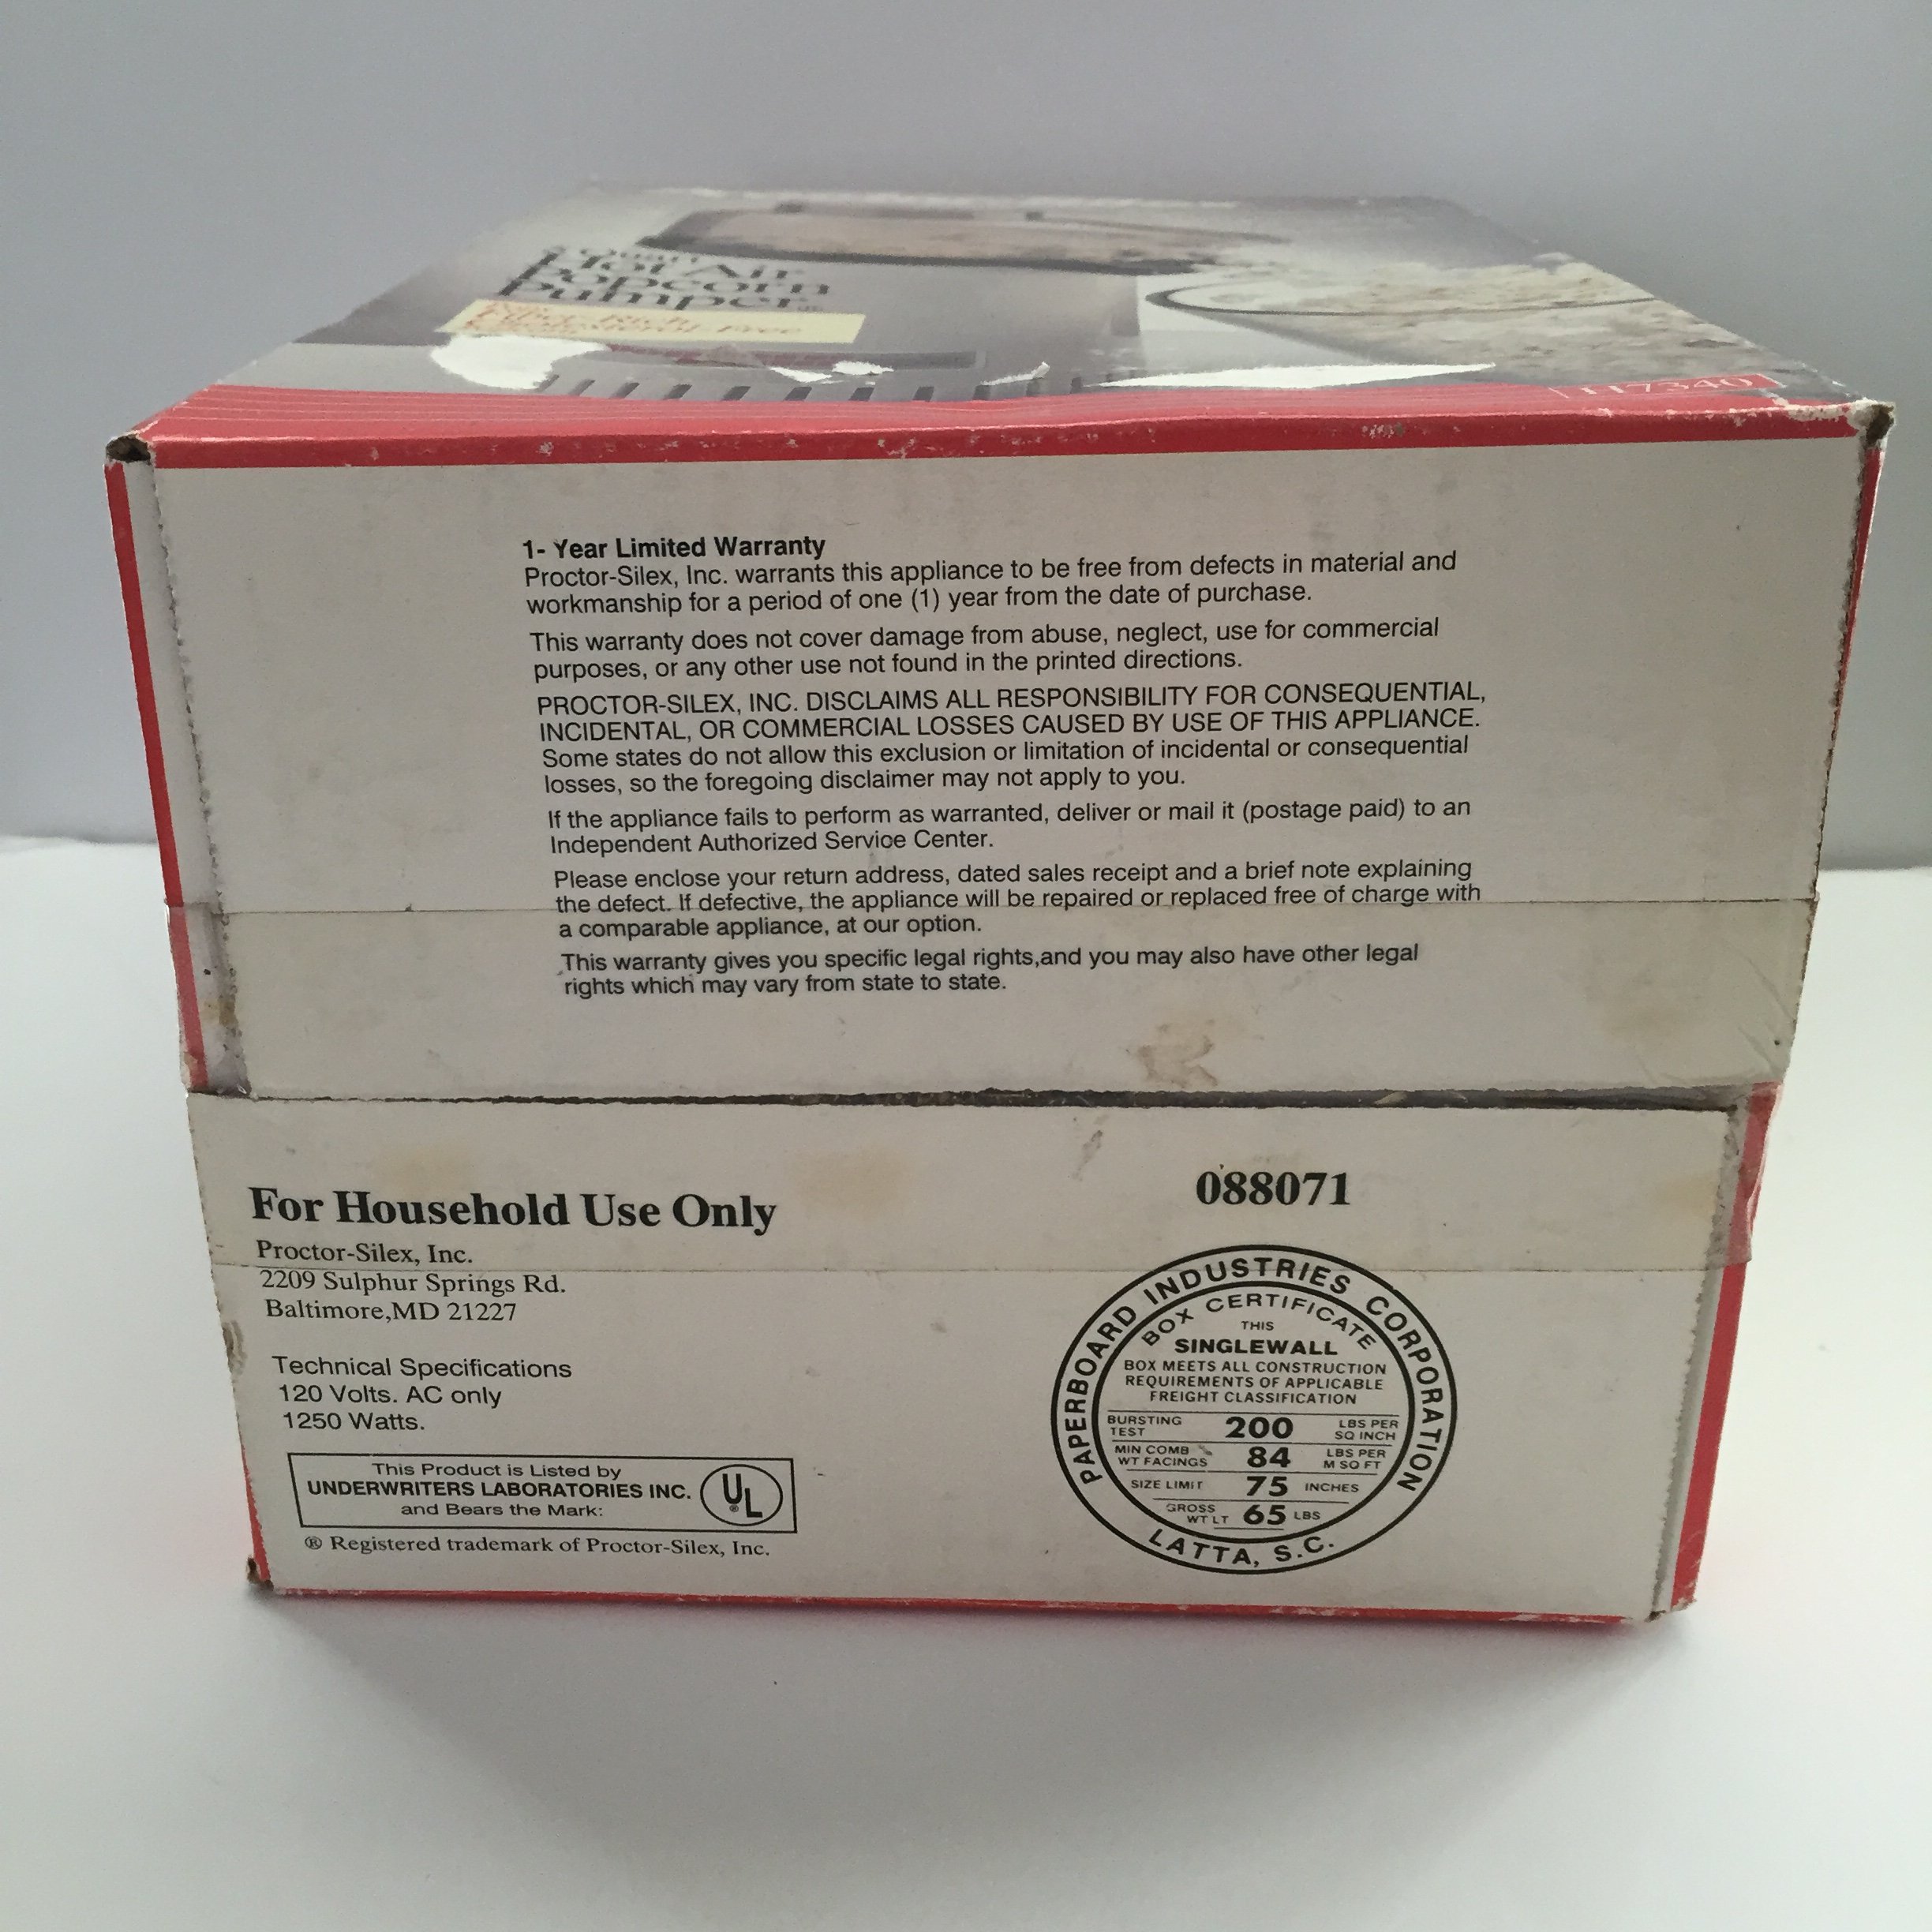 Quart
Hot Air
Popcorn
Pumper
Fiber-Rich,
Cholesterol-Free
H7340
1- Year Limited Warranty
Proctor-Silex, Inc. warrants this appliance to be free from defects in material and
workmanship for a period of one (1) year from the date of purchase.
This warranty does not cover damage from abuse, neglect, use for commercial
purposes, or any other use not found in the printed directions.
PROCTOR-SILEX, INC. DISCLAIMS ALL RESPONSIBILITY FOR CONSEQUENTIAL,
INCIDENTAL, OR COMMERCIAL LOSSES CAUSED BY USE OF THIS APPLIANCE.
Some states do not allow this exclusion or limitation of incidental or consequential
losses, so the foregoing disclaimer may not apply to you.
If the appliance fails to perform as warranted, deliver or mail it (postage paid) to an
Independent Authorized Service Center.
Please enclose your return address, dated sales receipt and a brief note explaining
the defect. If defective, the appliance will be repaired or replaced free of charge with
a comparable appliance, at our option.
This warranty gives you specific legal rights,and you may also have other legal
rights which may vary from state to state.
For Household Use Only
Proctor-Silex, Inc.
2209 Sulphur Springs Rd.
Baltimore,MD 21227
Technical Specifications
120 Volts. AC only
1250 Watts.
This Product is Listed by
UNDERWRITERS LABORATORIES INC.
and Bears the Mark:
UL ®
® Registered trademark of Proctor-Silex, Inc.
088071
PAPERBOARD INDUSTRIES CORPORATION
BOX CERTIFICATE
THIS
SINGLEWALL
BOX MEETS ALL CONSTRUCTION
REQUIREMENTS OF APPLICABLE
FREIGHT CLASSIFICATION
BURSTING TEST 200 LBS PER SQ INCH
MIN COMB WT FACINGS 84 LBS PER M SQ FT
SIZE LIMIT 75 INCHES
GROSS WT LT 65 LBS
LATTA, S.C.